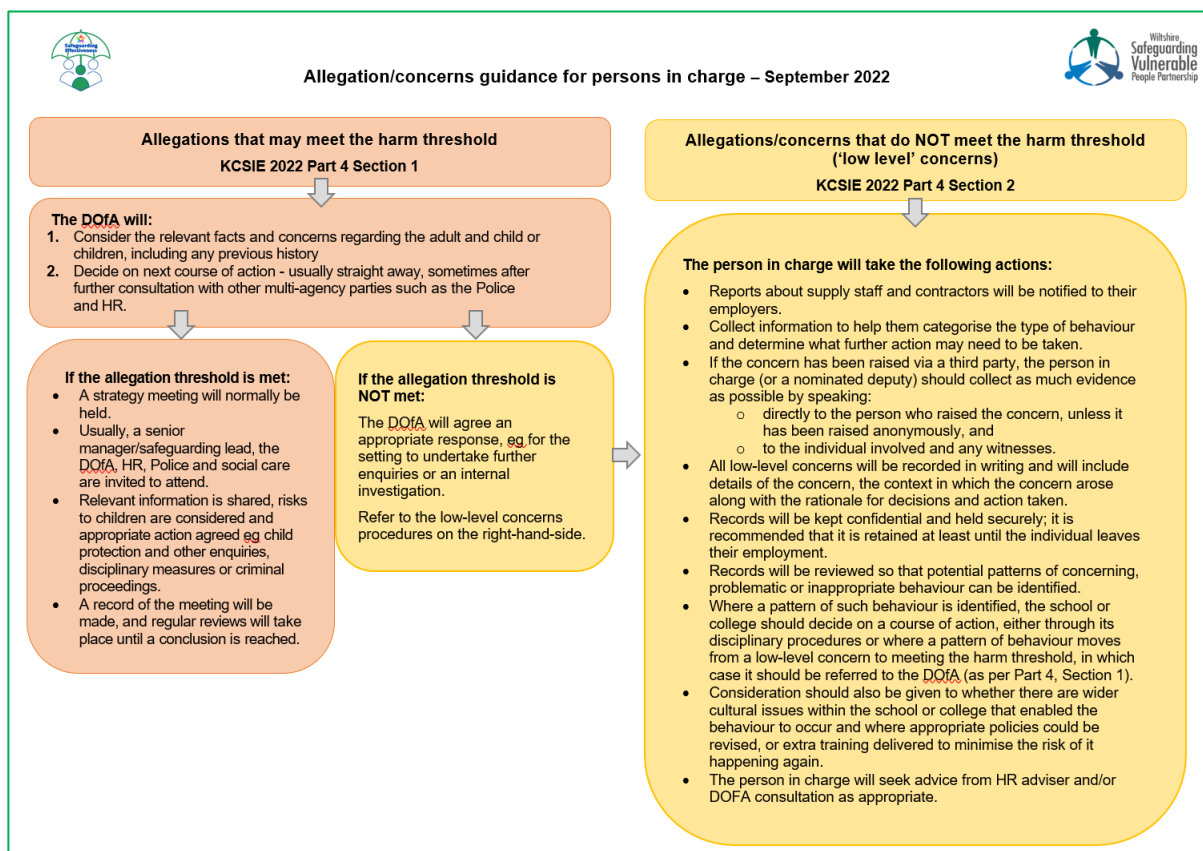 Safeguarding
Effectiveness
Wiltshire
Safeguarding
Vulnerable
People Partnership
Allegation/concerns guidance for persons in charge – September 2022
Allegations that may meet the harm threshold
KCSIE 2022 Part 4 Section 1
The DOfA will:
1. Consider the relevant facts and concerns regarding the adult and child or
children, including any previous history
2. Decide on next course of action - usually straight away, sometimes after
further consultation with other multi-agency parties such as the Police
and HR.
If the allegation threshold is met:
• A strategy meeting will normally be
held.
• Usually, a senior
manager/safeguarding lead, the
DOfA, HR, Police and social care
are invited to attend.
• Relevant information is shared, risks
to children are considered and
appropriate action agreed eg child
protection and other enquiries,
disciplinary measures or criminal
proceedings.
• A record of the meeting will be
made, and regular reviews will take
place until a conclusion is reached.
If the allegation threshold is
NOT met:
The DOfA will agree an
appropriate response, eg for the
setting to undertake further
enquiries or an internal
investigation.
Refer to the low-level concerns
procedures on the right-hand-side.
Allegations/concerns that do NOT meet the harm threshold
(‘low level’ concerns)
KCSIE 2022 Part 4 Section 2
The person in charge will take the following actions:
• Reports about supply staff and contractors will be notified to their
employers.
• Collect information to help them categorise the type of behaviour
and determine what further action may need to be taken.
• If the concern has been raised via a third party, the person in
charge (or a nominated deputy) should collect as much evidence
as possible by speaking:
o directly to the person who raised the concern, unless it
has been raised anonymously, and
o to the individual involved and any witnesses.
• All low-level concerns will be recorded in writing and will include
details of the concern, the context in which the concern arose
along with the rationale for decisions and action taken.
• Records will be kept confidential and held securely; it is
recommended that it is retained at least until the individual leaves
their employment.
• Records will be reviewed so that potential patterns of concerning,
problematic or inappropriate behaviour can be identified.
• Where a pattern of such behaviour is identified, the school or
college should decide on a course of action, either through its
disciplinary procedures or where a pattern of behaviour moves
from a low-level concern to meeting the harm threshold, in which
case it should be referred to the DOfA (as per Part 4, Section 1).
• Consideration should also be given to whether there are wider
cultural issues within the school or college that enabled the
behaviour to occur and where appropriate policies could be
revised, or extra training delivered to minimise the risk of it
happening again.
• The person in charge will seek advice from HR adviser and/or
DOFA consultation as appropriate.